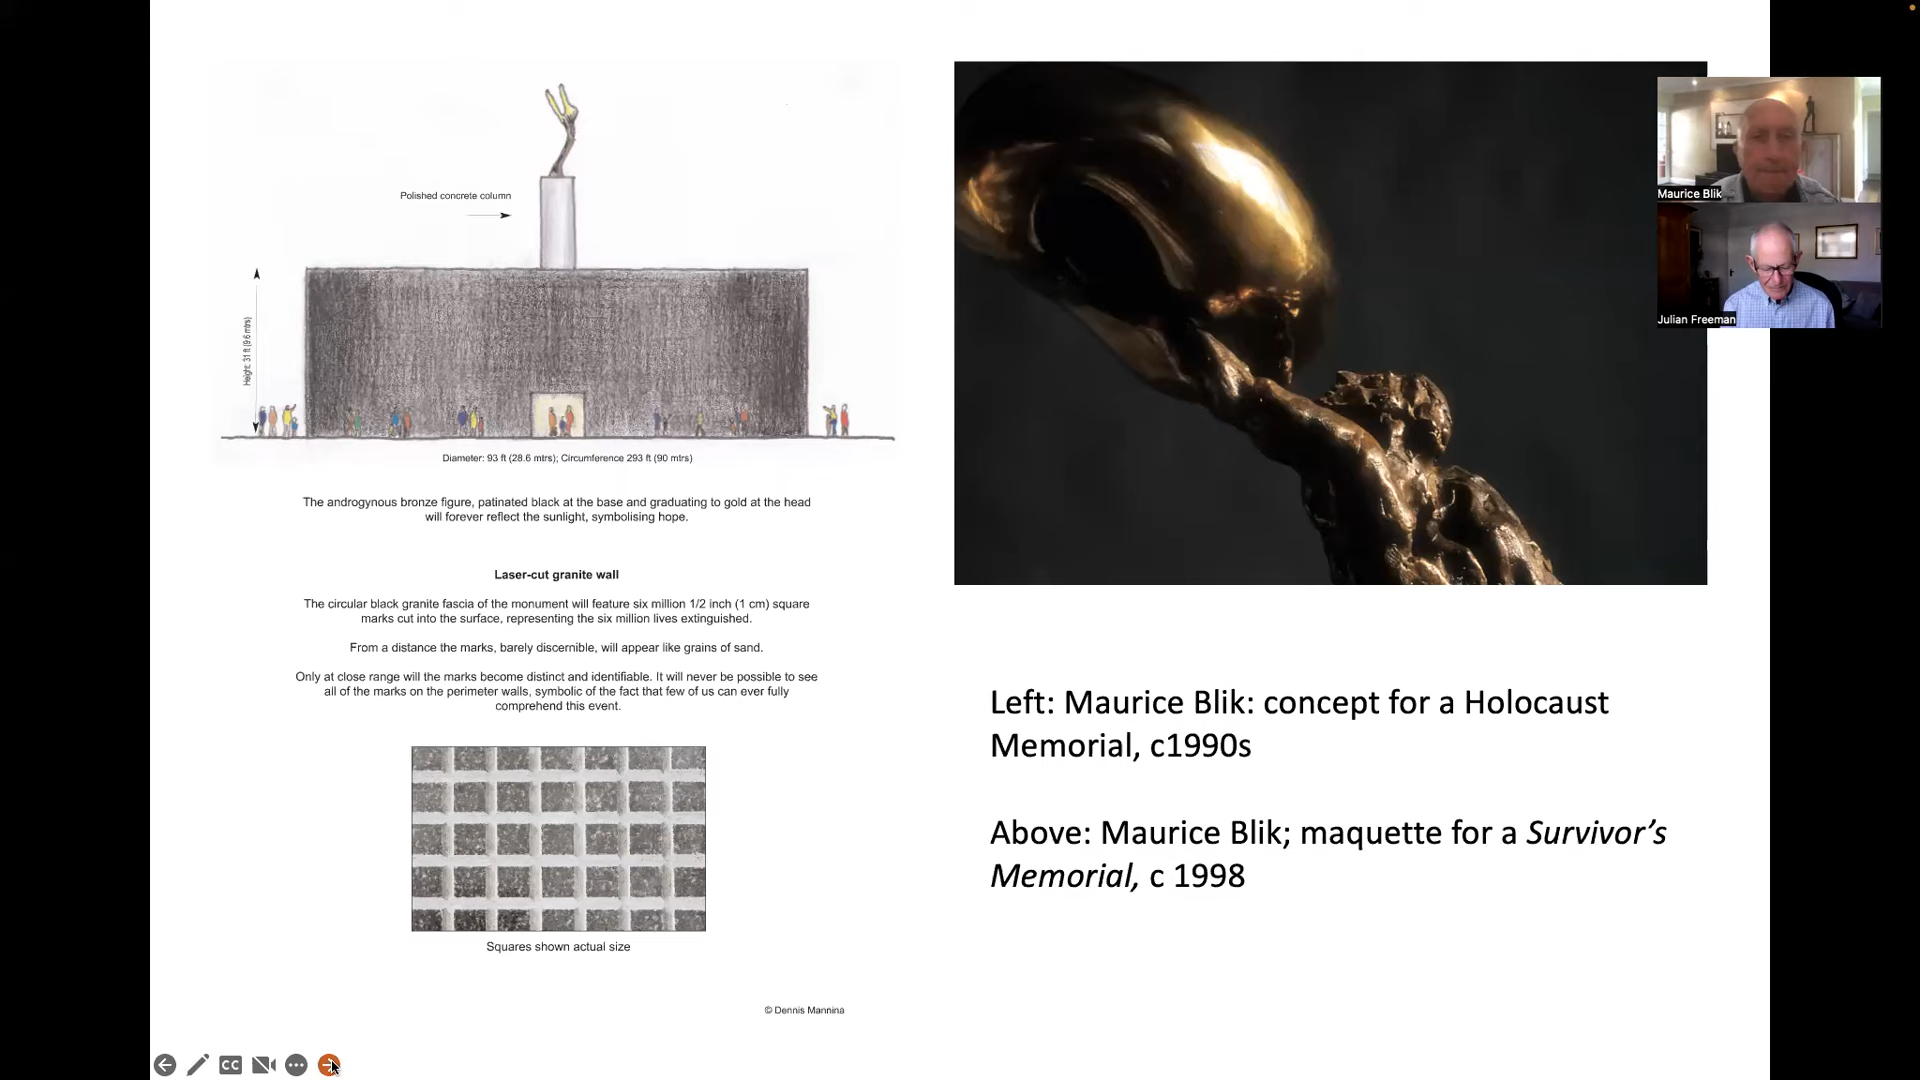 Polished concrete column
Height: 31 ft (9.6 mtrs)
Diameter: 93 ft (28.6 mtrs); Circumference 293 ft (90 mtrs)
The androgynous bronze figure, patinated black at the base and graduating to gold at the head
will forever reflect the sunlight, symbolising hope.
Laser-cut granite wall
The circular black granite fascia of the monument will feature six million 1/2 inch (1 cm) square
marks cut into the surface, representing the six million lives extinguished.
From a distance the marks, barely discernible, will appear like grains of sand.
Only at close range will the marks become distinct and identifiable. It will never be possible to see
all of the marks on the perimeter walls, symbolic of the fact that few of us can ever fully
comprehend this event.
Squares shown actual size
© Dennis Mannina
Left: Maurice Blik: concept for a Holocaust
Memorial, c1990s
Above: Maurice Blik; maquette for a Survivor’s
Memorial, c 1998
Maurice Blik
Julian Freeman
CC